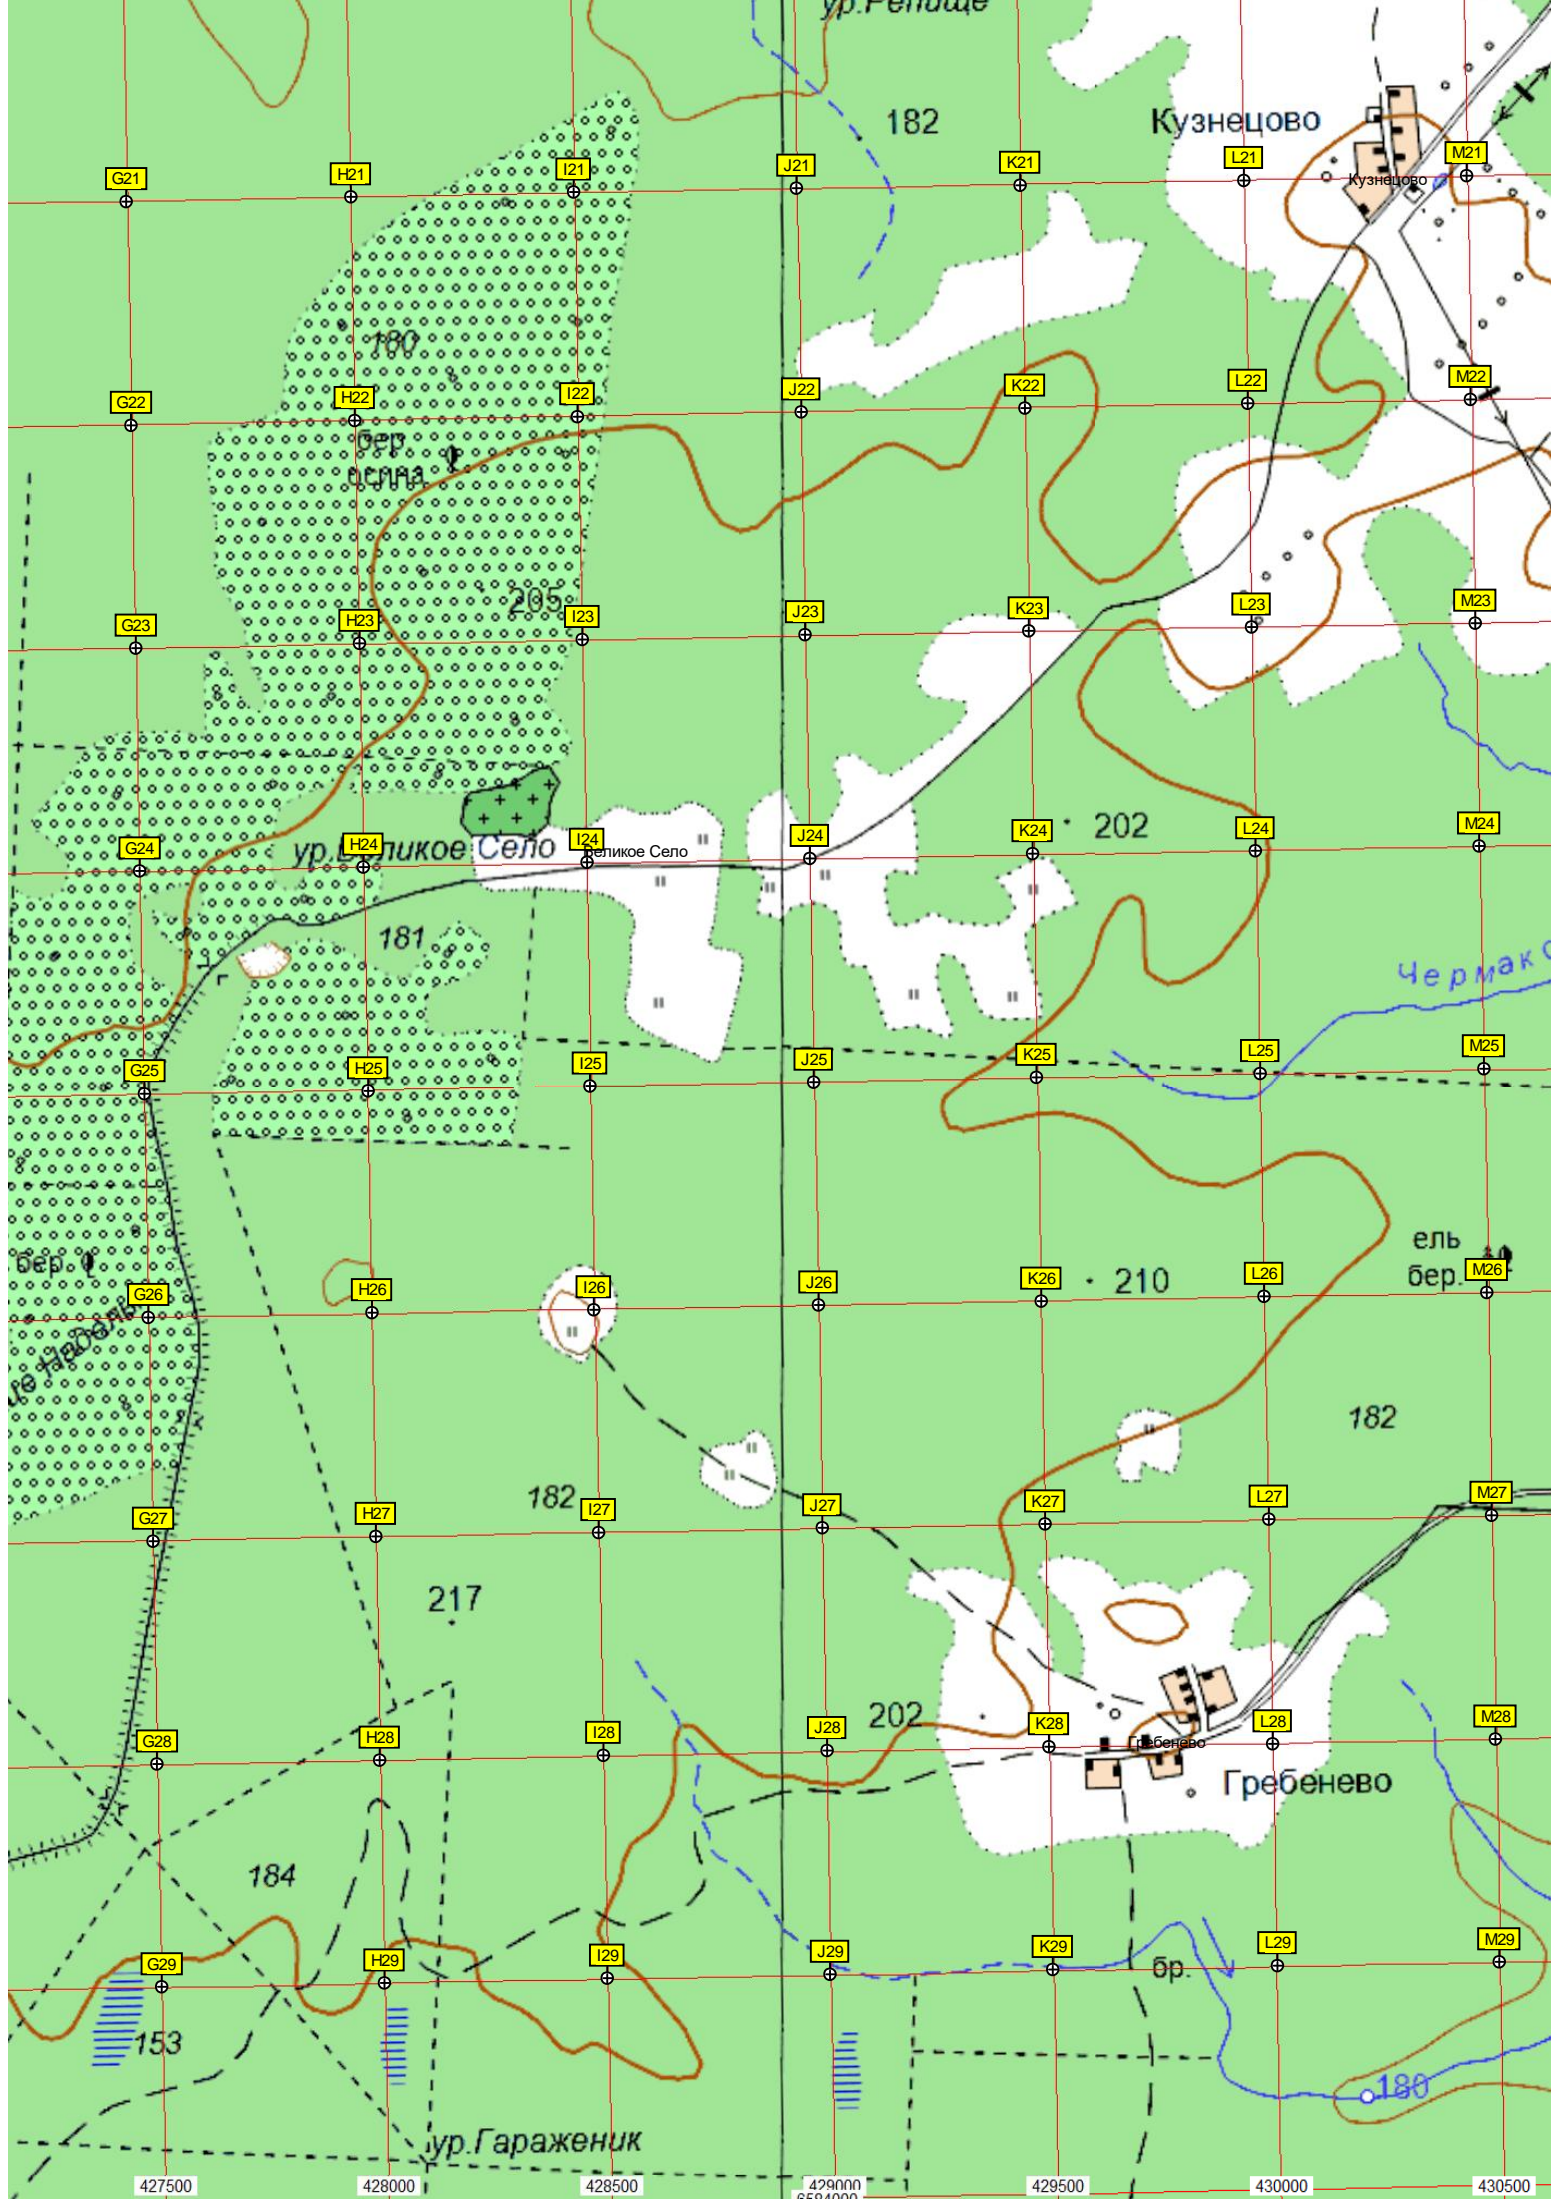 ур.Репище
182
Кузнецово
Кузнецово
G21 H21 I21 J21 K21 L21 M21
180
G22 H22 I22 J22 K22 L22 M22
бер.
осина
205
G23 H23 I23 J23 K23 L23 M23
202
G24 H24 I24 J24 K24 L24 M24
ур.Великое Село
Великое Село
181
Чермак
G25 H25 I25 J25 K25 L25 M25
ель
бер.
бер.
210
G26 H26 I26 J26 K26 L26 M26
182
182
G27 H27 I27 J27 K27 L27 M27
217
202
G28 H28 I28 J28 K28 L28 M28
Гребенево
Гребенево
184
G29 H29 I29 J29 K29 L29 M29
бр.
153
180
ур.Гараженик
427500 428000 428500 429000 429500 430000 430500
6584000